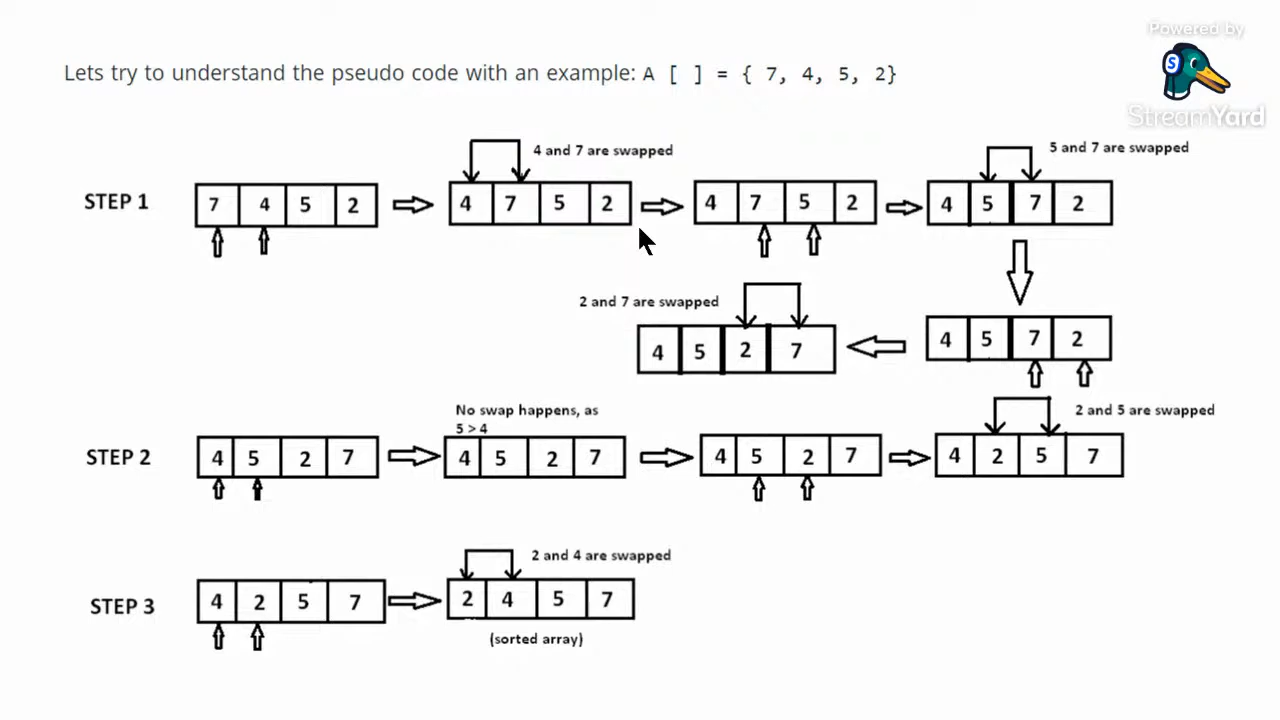 Powered by
S
StreamYard
Lets try to understand the pseudo code with an example: A [ ] = { 7, 4, 5, 2}
4 and 7 are swapped
5 and 7 are swapped
STEP 1
7 4 5 2
4 7 5 2
4 7 5 2
4 5 7 2
2 and 7 are swapped
4 5 2 7
4 5 7 2
No swap happens, as
5 > 4
2 and 5 are swapped
STEP 2
4 5 2 7
4 5 2 7
4 5 2 7
4 2 5 7
2 and 4 are swapped
STEP 3
4 2 5 7
2 4 5 7
(sorted array)